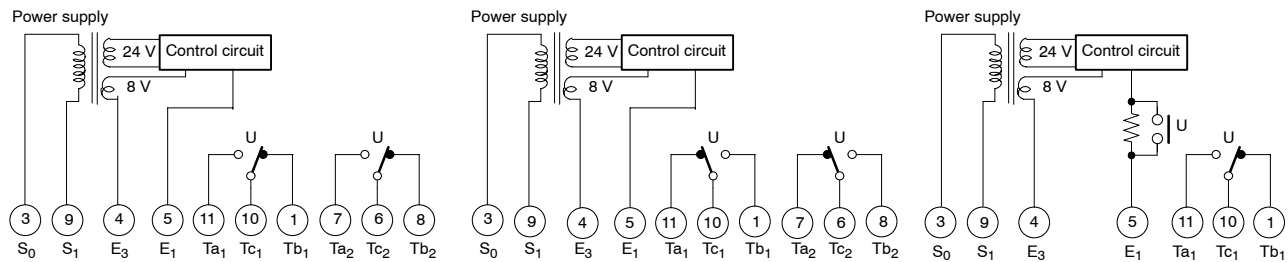 Power supply
24 V
Control circuit
8 V
U
U
3 9 4 5 11 10 1 7 6 8
S₀ S₁ E₃ E₁ Ta₁ Tc₁ Tb₁ Ta₂ Tc₂ Tb₂
Power supply
24 V
Control circuit
8 V
U
U
3 9 4 5 11 10 1 7 6 8
S₀ S₁ E₃ E₁ Ta₁ Tc₁ Tb₁ Ta₂ Tc₂ Tb₂
Power supply
24 V
Control circuit
8 V
U
U
3 9 4 5 11 10 1
S₀ S₁ E₃ E₁ Ta₁ Tc₁ Tb₁